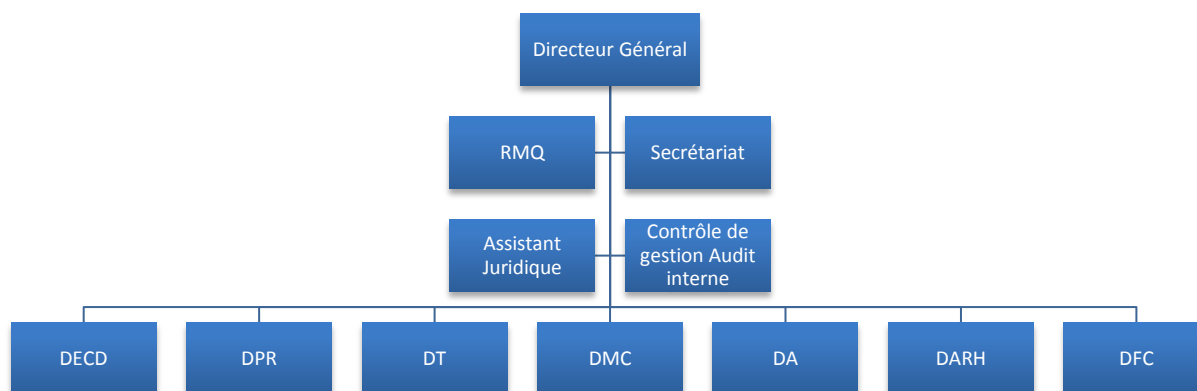 Directeur Général
RMQ
Secrétariat
Assistant
Juridique
Contrôle de
gestion Audit
interne
DECD
DPR
DT
DMC
DA
DARH
DFC